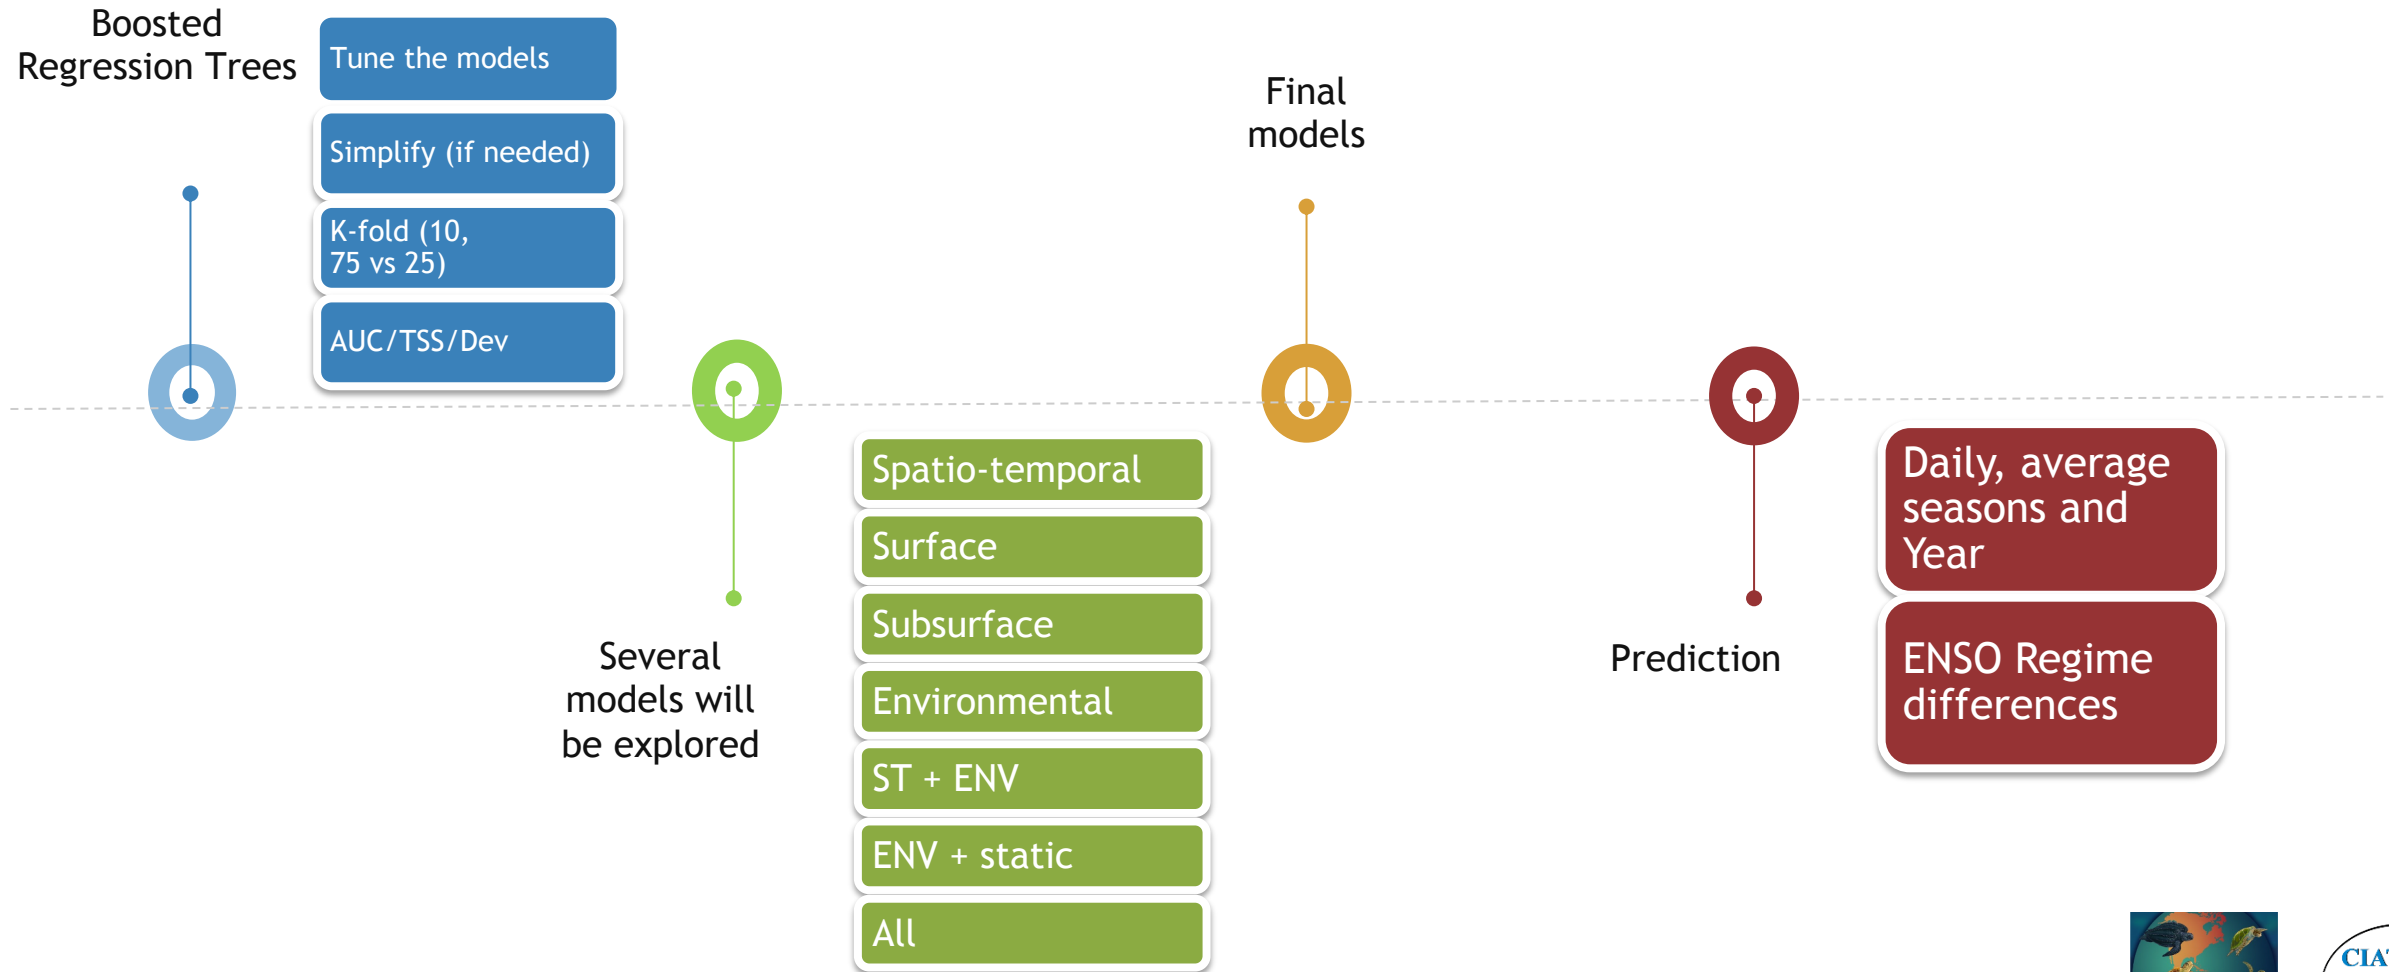 Boosted
Regression Trees
Tune the models
Simplify (if needed)
K-fold (10,
75 vs 25)
AUC/TSS/Dev
Several
models will
be explored
Spatio-temporal
Surface
Subsurface
Environmental
ST + ENV
ENV + static
All
Final
models
Prediction
Daily, average
seasons and
Year
ENSO Regime
differences